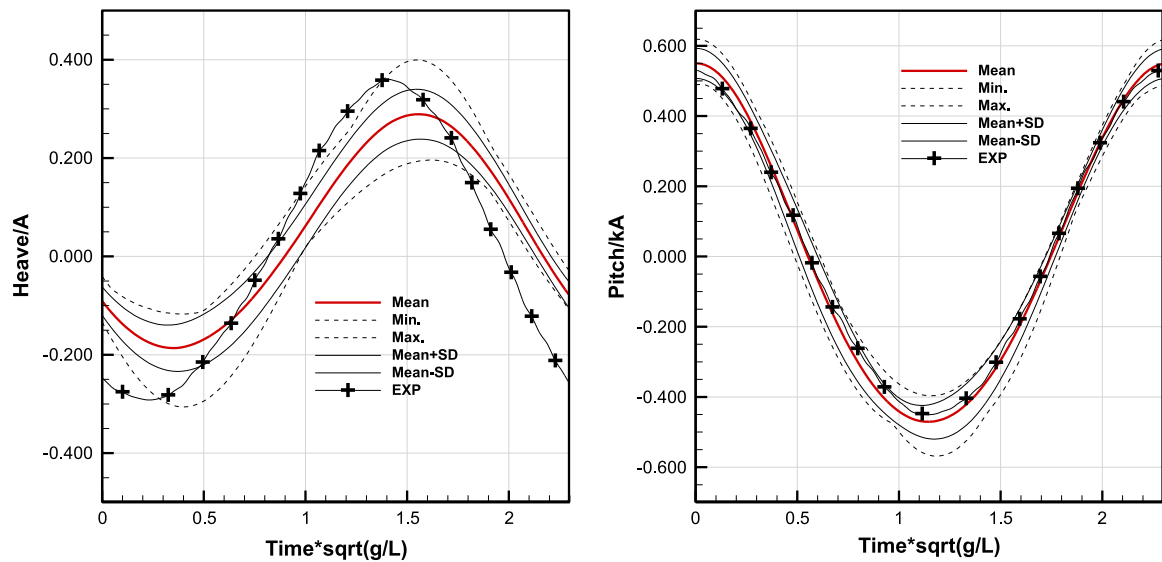 0.400
0.200
0.000
-0.200
-0.400
Heave/A
Mean
Min.
Max.
Mean+SD
Mean-SD
EXP
0
0.5
1
1.5
2
Time*sqrt(g/L)
0.600
0.400
0.200
0.000
-0.200
-0.400
-0.600
Pitch/kA
Mean
Min.
Max.
Mean+SD
Mean-SD
EXP
0
0.5
1
1.5
2
Time*sqrt(g/L)